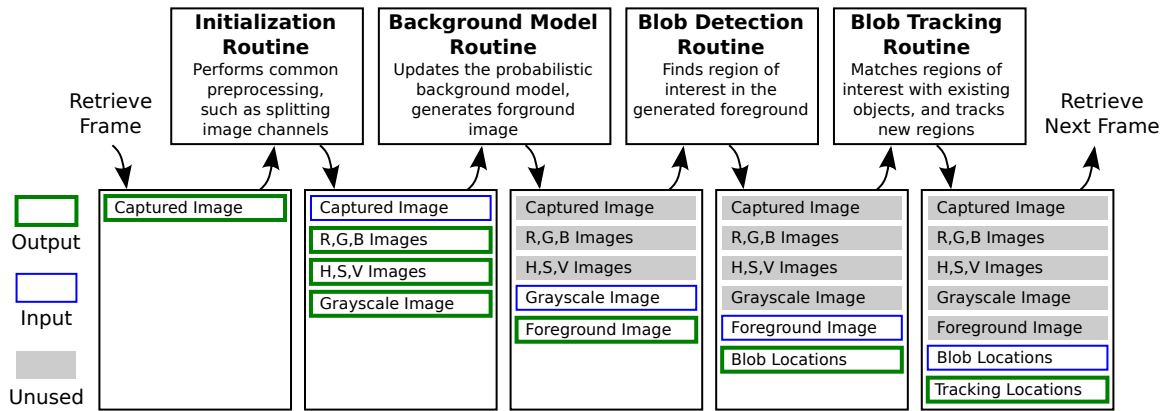 Initialization
Routine
Performs common
preprocessing,
such as splitting
image channels
Background Model
Routine
Updates the probabilistic
background model,
generates forground
image
Blob Detection
Routine
Finds region of
interest in the
generated foreground
Blob Tracking
Routine
Matches regions of
interest with existing
objects, and tracks
new regions
Retrieve
Frame
Retrieve
Next Frame
Output
Input
Unused
Captured Image
Captured Image
R,G,B Images
H,S,V Images
Grayscale Image
Captured Image
R,G,B Images
H,S,V Images
Grayscale Image
Foreground Image
Captured Image
R,G,B Images
H,S,V Images
Grayscale Image
Foreground Image
Blob Locations
Captured Image
R,G,B Images
H,S,V Images
Grayscale Image
Foreground Image
Blob Locations
Tracking Locations